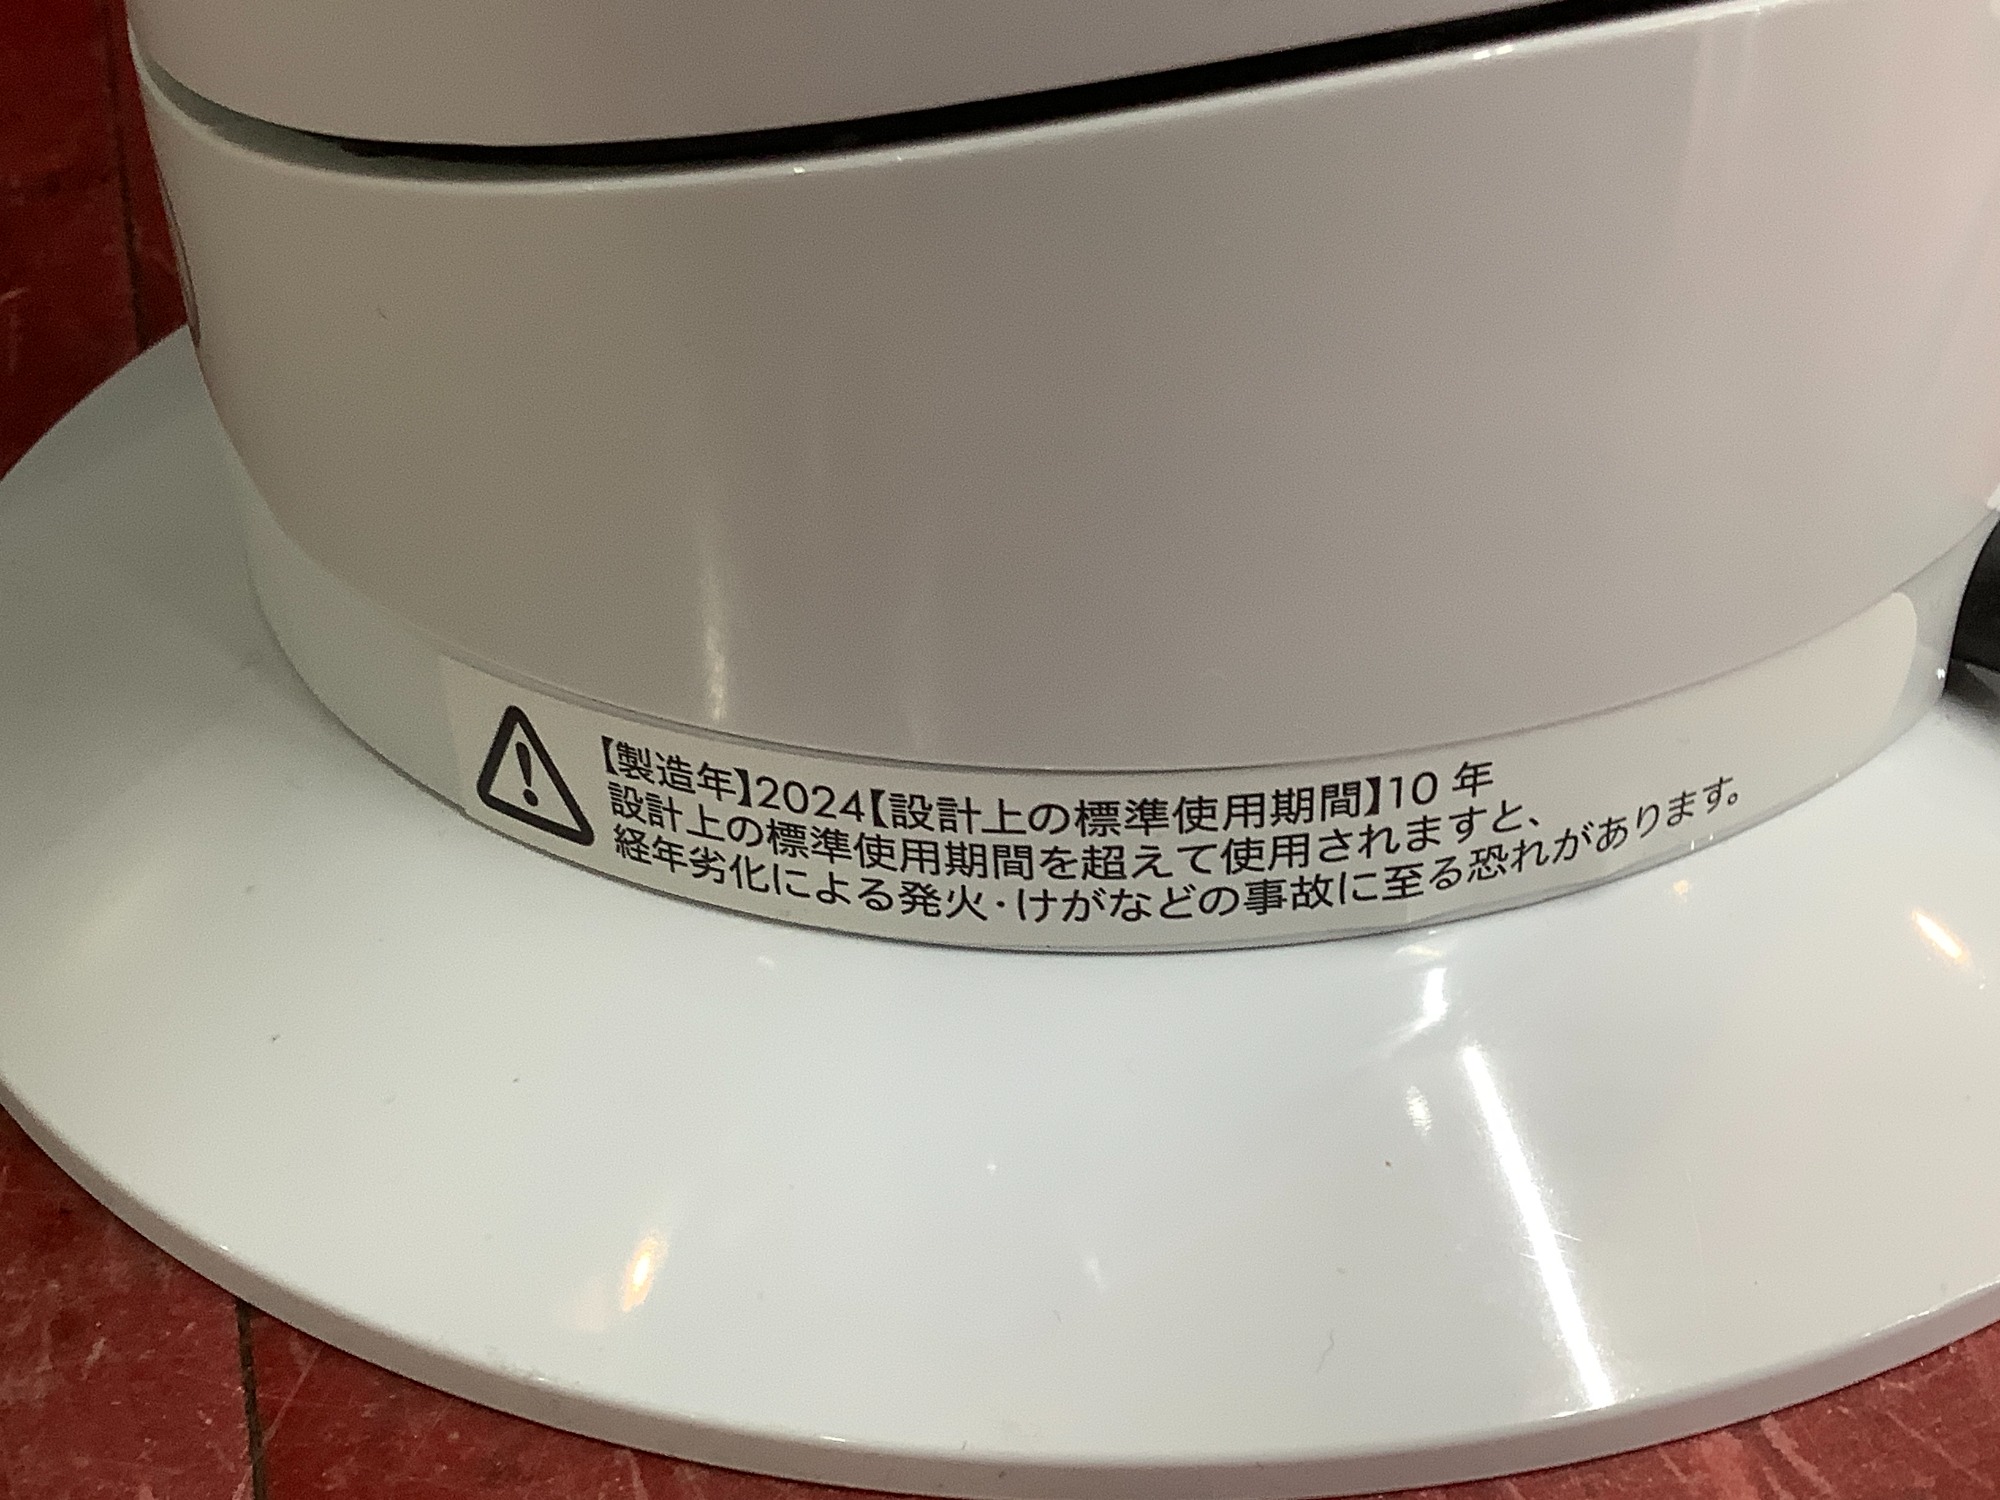 【製造年】2024【設計上の標準使用期間】10 年
設計上の標準使用期間を超えて使用されますと、
経年劣化による発火・けがなどの事故に至る恐れがあります。